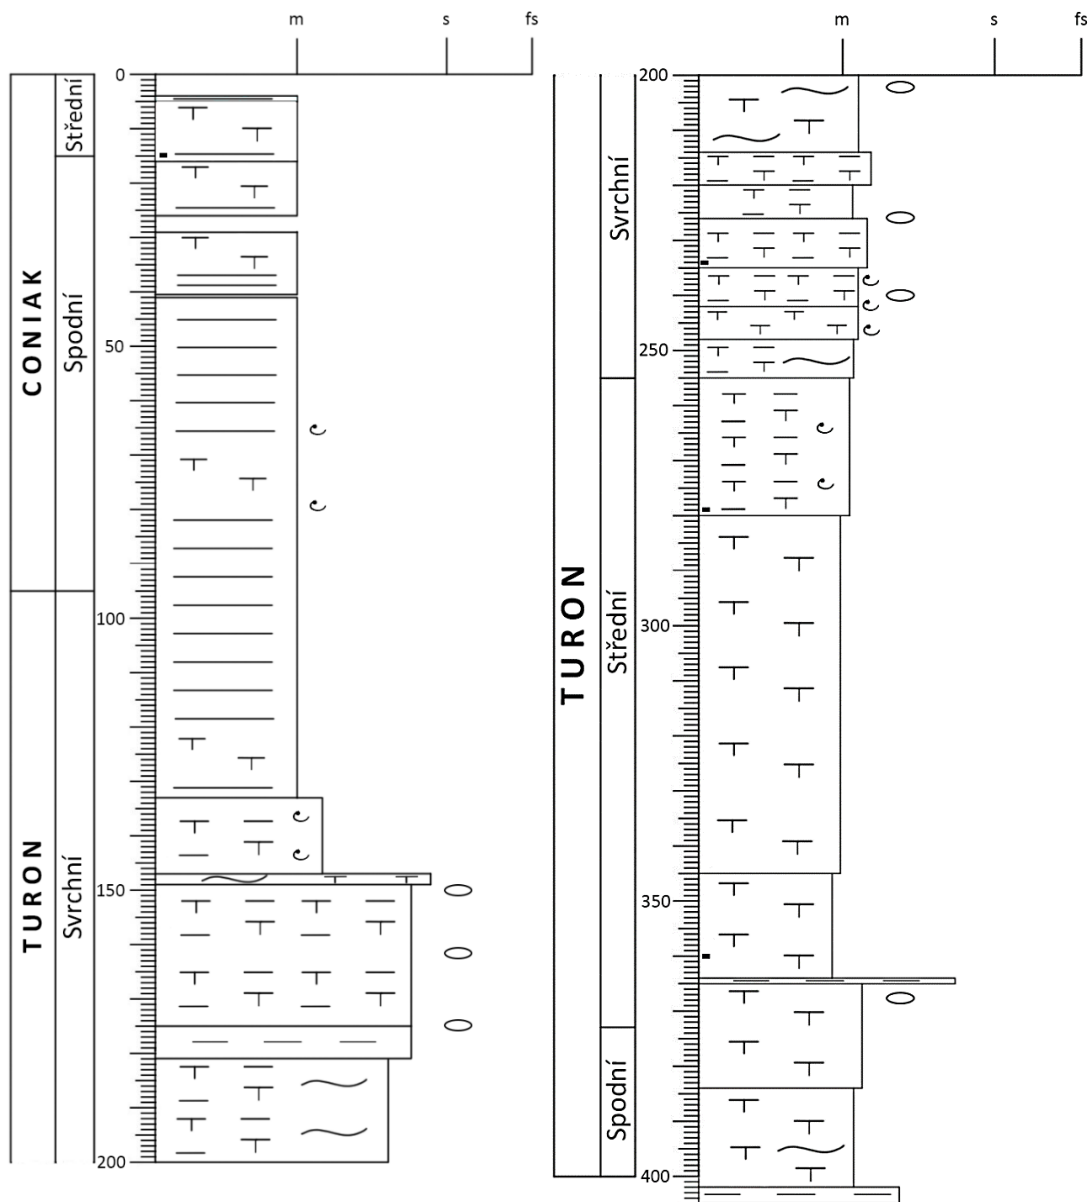 m s fs
0
Střední
CONIAK
Spodní
50
100
TURON
Svrchní
150
200
m s fs
200
Svrchní
250
TURON
Střední
300
350
Spodní
400